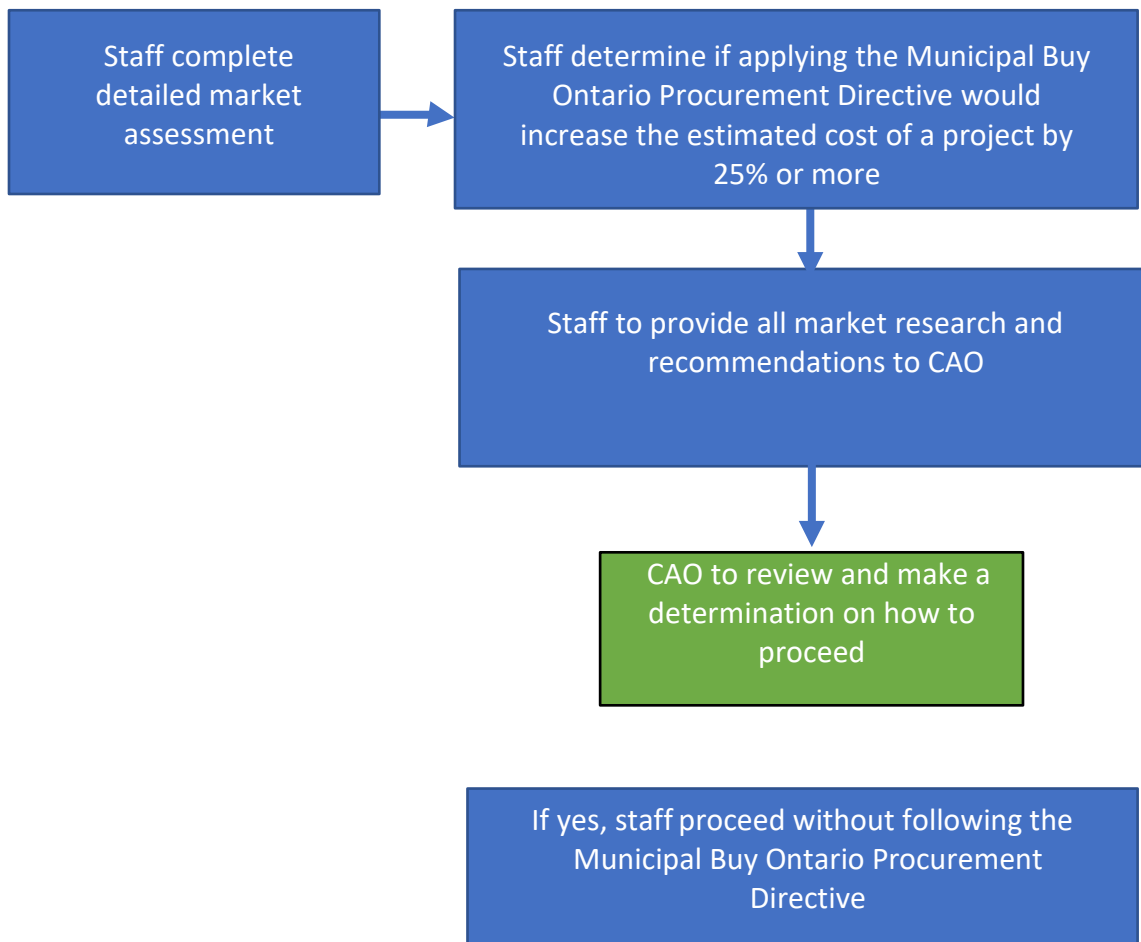 Staff complete
detailed market
assessment
Staff determine if applying the Municipal Buy
Ontario Procurement Directive would
increase the estimated cost of a project by
25% or more
Staff to provide all market research and
recommendations to CAO
CAO to review and make a
determination on how to
proceed
If yes, staff proceed without following the
Municipal Buy Ontario Procurement
Directive